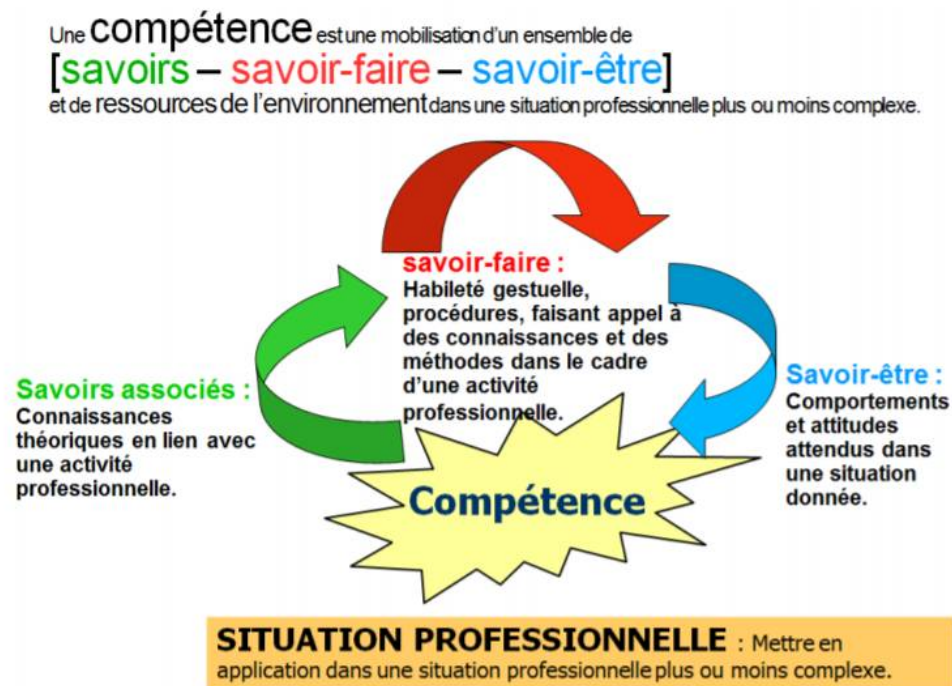 Une compétence est une mobilisation d'un ensemble de
[savoirs – savoir-faire – savoir-être]
et de ressources de l'environnement dans une situation professionnelle plus ou moins complexe.
savoir-faire :
Habileté gestuelle,
procédures, faisant appel à
des connaissances et des
méthodes dans le cadre
d'une activité
professionnelle.
Savoirs associés :
Connaissances
théoriques en lien avec
une activité
professionnelle.
Savoir-être :
Comportements
et attitudes
attendus dans
une situation
donnée.
Compétence
SITUATION PROFESSIONNELLE : Mettre en
application dans une situation professionnelle plus ou moins complexe.